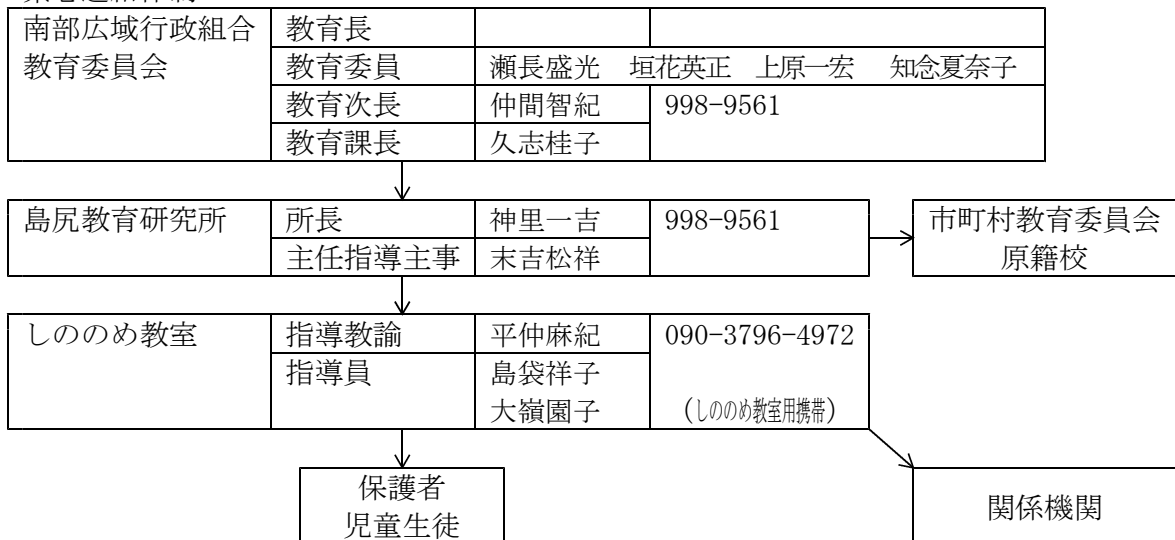 南部広域行政組合 教育長
教育委員会 教育委員 瀬長盛光 垣花英正 上原一宏 知念夏奈子
教育次長 仲間智紀 998-9561
教育課長 久志桂子
島尻教育研究所 所長 神里一吉 998-9561
主任指導主事 末吉松祥
市町村教育委員会
原籍校
しののめ教室 指導教諭 平仲麻紀 090-3796-4972
指導員 島袋祥子
大嶺園子 (しののめ教室用携帯)
保護者
児童生徒
関係機関